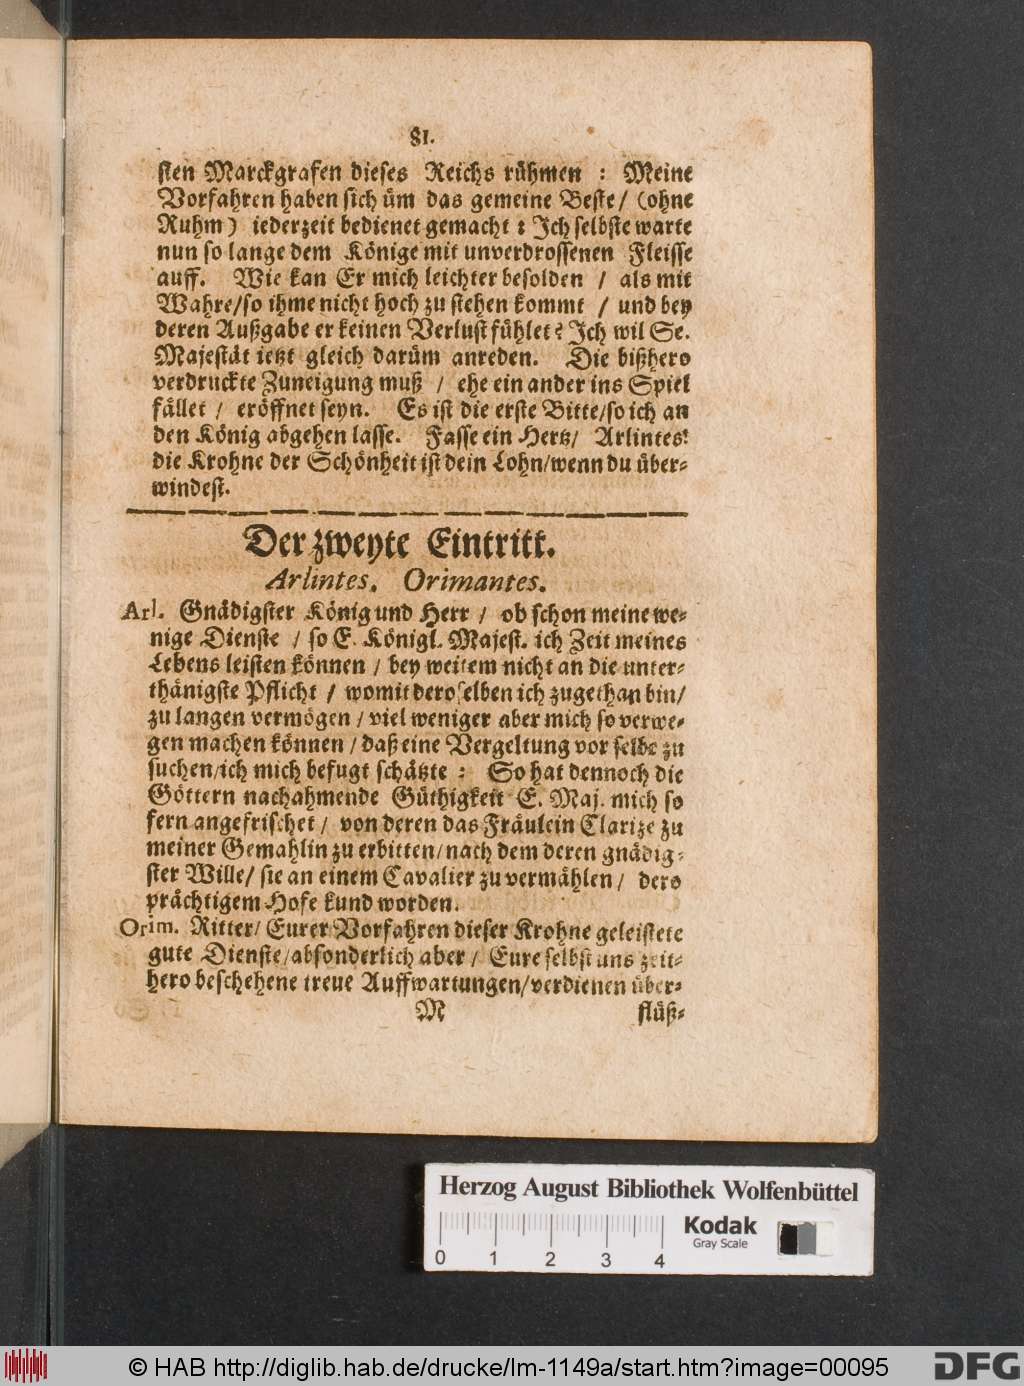 81.
sten Marckgrafen dieses Reichs rühmen : Meine
Vorfahren haben sich üm das gemeine Beste/ (ohne
Ruhm) iederzeit bedienet gemacht : Ich selbste warte
nun so lange dem Könige mit unverdrossenen Fleisse
auff. Wie kan Er mich leichter besolden / als mit
Wahre/so ihme nicht hoch zu stehen kommt / und bey
deren Außgabe er keinen Verlust fühlet? Ich wil Se.
Majestät ietzt gleich darüm anreden. Die bißhero
verdruckte Zuneigung muß / ehe ein ander ins Spiel
fället / eröffnet seyn. Es ist die erste Bitte/so ich an
den König abgehen lasse. Fasse ein Hertz/ Arlintes!
die Krohne der Schönheit ist dein Lohn/wenn du über-
windest.
Der zweyte Eintritt.
Arlintes. Orimantes.
Arl. Gnädigster König und Herr / ob schon meine we-
nige Dienste / so E. Königl. Majest. ich Zeit meines
Lebens leisten können / bey weitem nicht an die unter-
thänigste Pflicht / womit deroselben ich zugethan bin/
zu langen vermögen / viel weniger aber mich so verwe-
gen machen können / daß eine Vergeltung vor selbe zu
suchen/ich mich befugt schätzte : So hat dennoch die
Göttern nachahmende Güthigkeit E. Maj. mich so
fern angefrischet / von deren das Fräulein Clarize zu
meiner Gemahlin zu erbitten/nach dem deren gnädig-
ster Wille/ sie an einem Cavalier zu vermählen / dero
prächtigem Hofe kund worden.
Orim. Ritter/ Eurer Vorfahren dieser Krohne geleistete
gute Dienste/absonderlich aber / Eure selbst uns zeit-
hero beschehene treue Auffwartungen/verdienen über-
M flüß-
Herzog August Bibliothek Wolfenbüttel
Kodak
Gray Scale
0 1 2 3 4
© HAB http://diglib.hab.de/drucke/lm-1149a/start.htm?image=00095
DFG